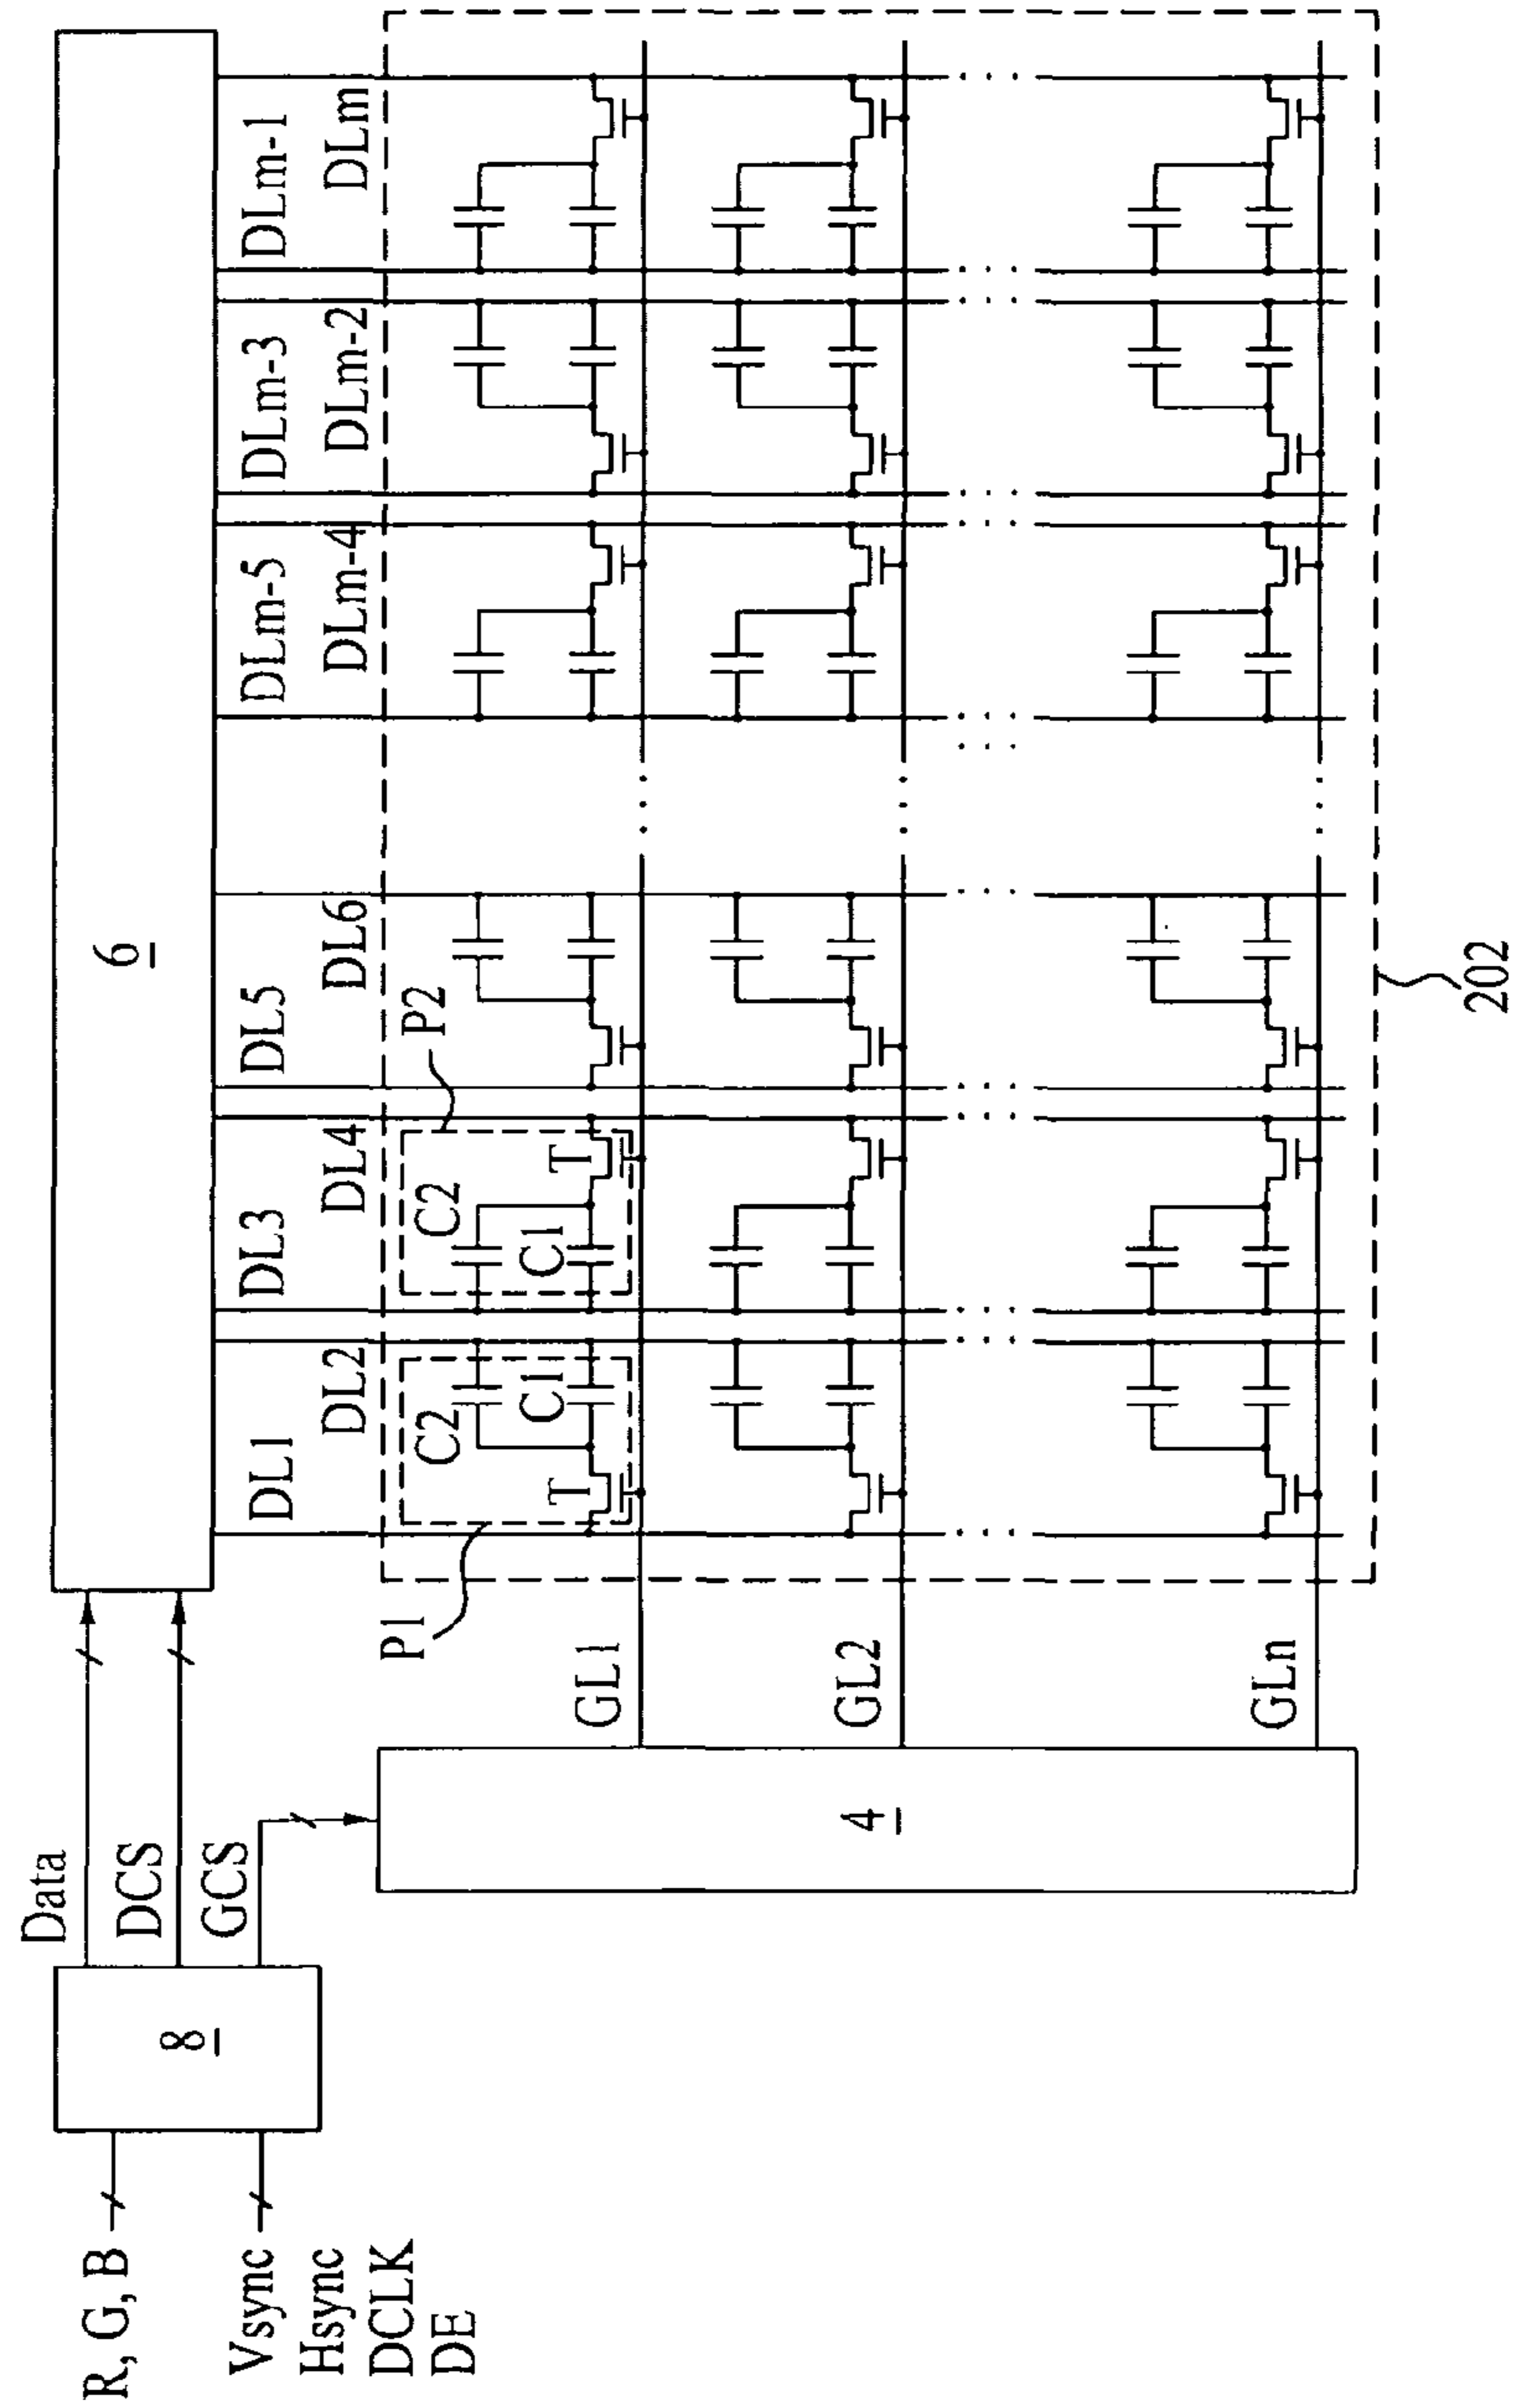 R, G, B
Vsync
Hsync
DCLK
DE
8
Data
DCS
GCS
6
4
DL1
DL2
DL3
DL4
DL5
DL6
DLm-5
DLm-4
DLm-3
DLm-2
DLm-1
DLm
P1
P2
C2
C1
T
C2
C1
T
GL1
GL2
GLn
202